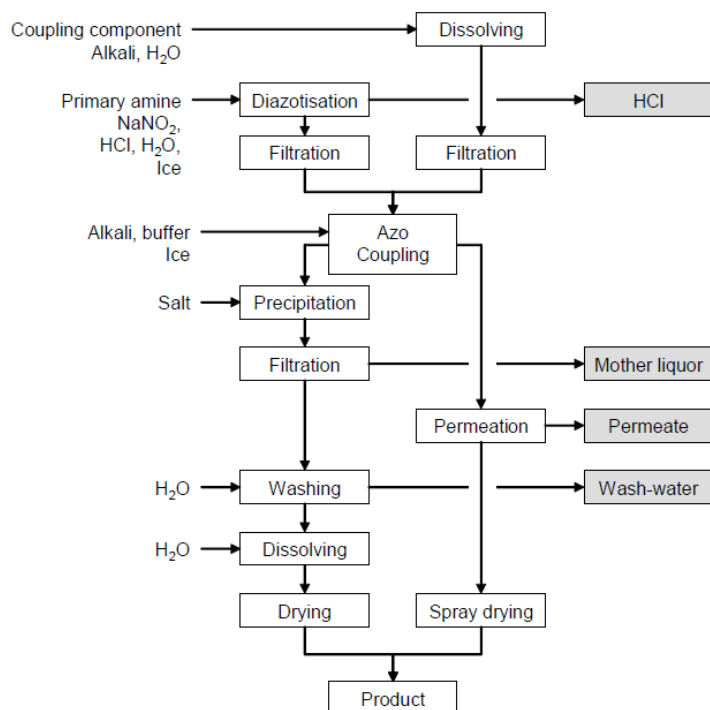 Coupling component
Alkali, H₂O
Dissolving
Primary amine
NaNO₂,
HCl, H₂O,
Ice
Diazotisation
HCl
Filtration
Filtration
Alkali, buffer
Ice
Azo
Coupling
Salt
Precipitation
Filtration
Mother liquor
Permeation
Permeate
H₂O
Washing
Wash-water
H₂O
Dissolving
Drying
Spray drying
Product